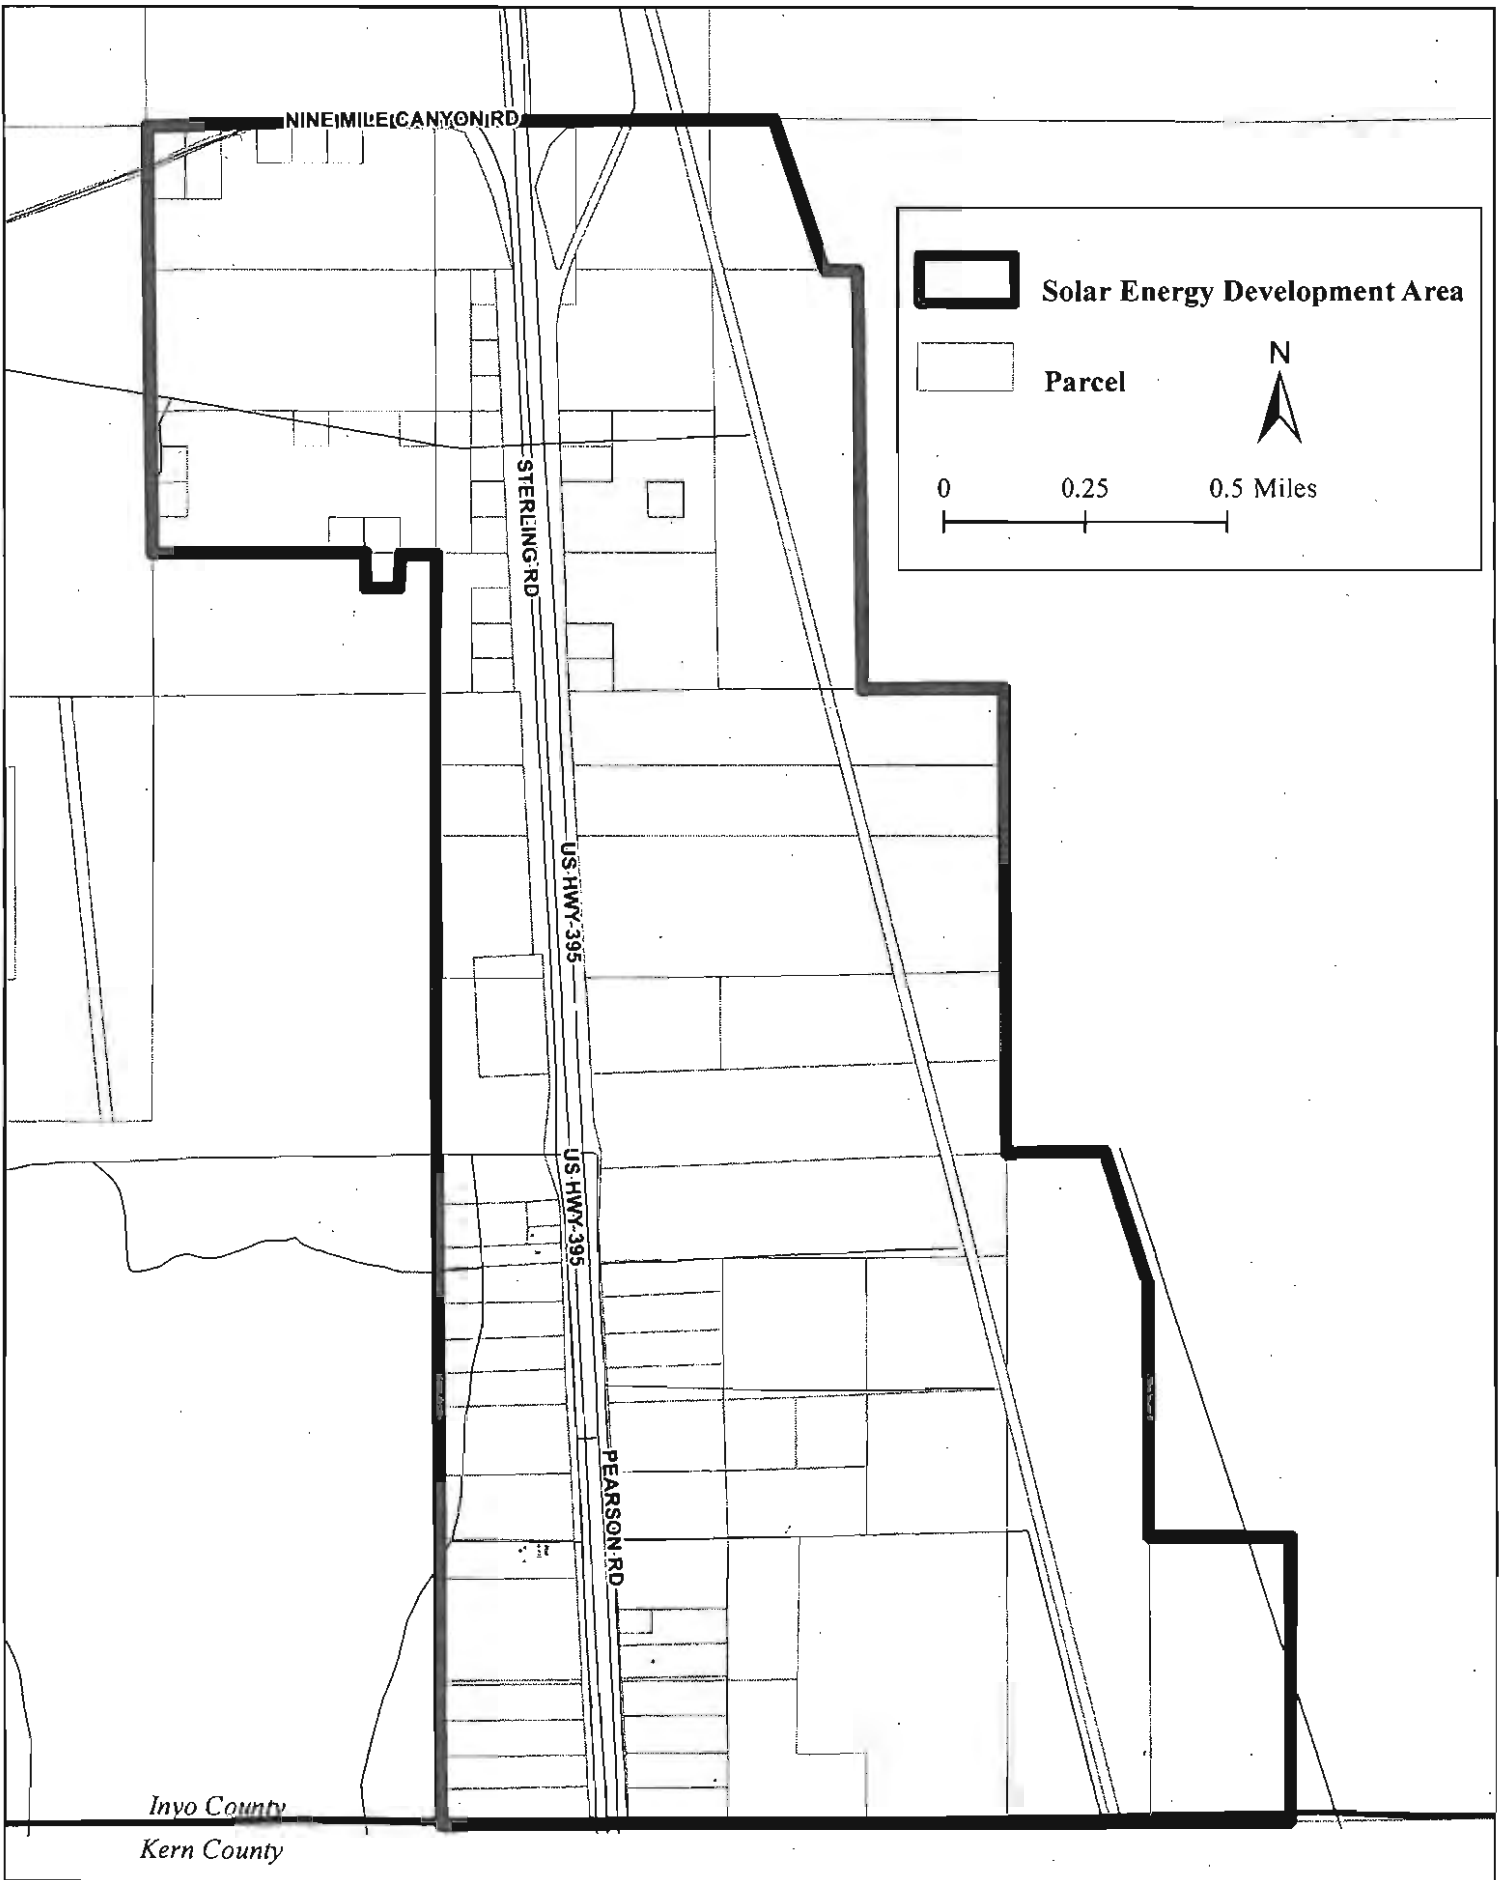 NINE MILE CANYON RD
Solar Energy Development Area
Parcel
N
0 0.25 0.5 Miles
STERLING RD
US HWY 395
US HWY 395
PEARSON RD
Inyo County
Kern County